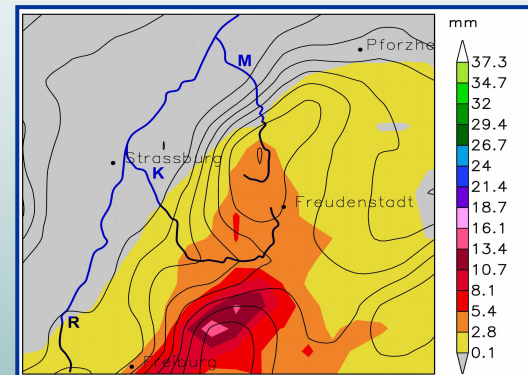 mm
Pforzhe
M
Strassburg
K
Freudenstadt
R
Freiburg
37.3
34.7
32
29.4
26.7
24
21.4
18.7
16.1
13.4
10.7
8.1
5.4
2.8
0.1